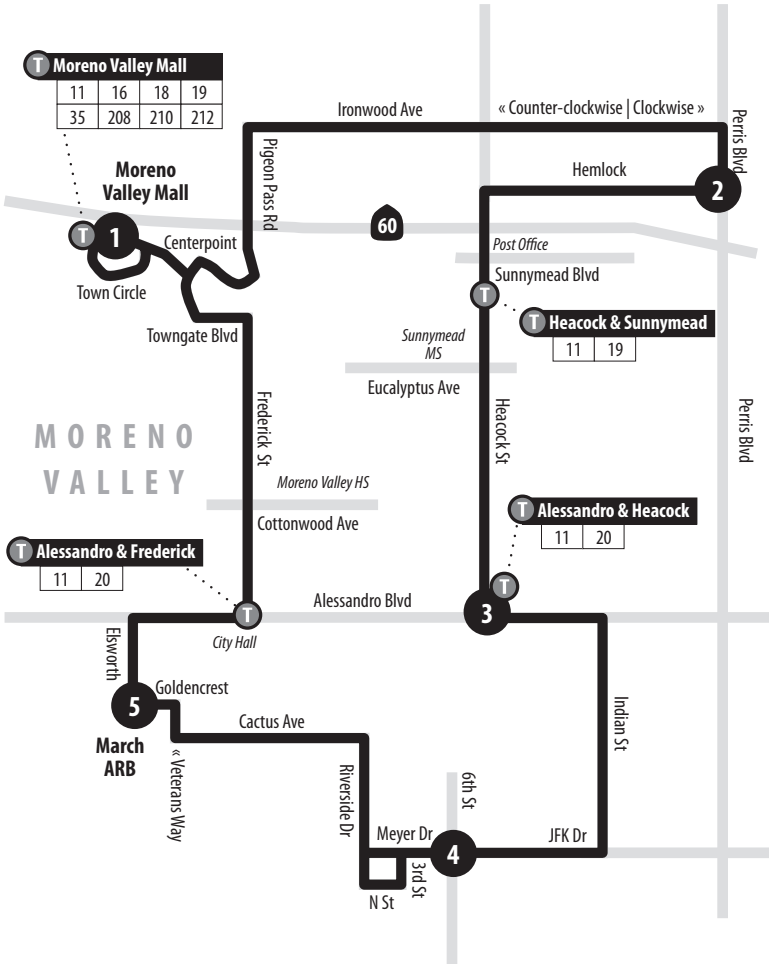 T Moreno Valley Mall
11 16 18 19
35 208 210 212
Ironwood Ave
« Counter-clockwise | Clockwise »
Perris Blvd
Pigeon Pass Rd
Hemlock
2
Moreno
Valley Mall
T
1
Centerpoint
60
Post Office
Sunnymead Blvd
Town Circle
T
Towngate Blvd
T Heacock & Sunnymead
11 19
Sunnymead
MS
Eucalyptus Ave
Frederick St
Heacock St
Perris Blvd
MORENO
VALLEY
Moreno Valley HS
Cottonwood Ave
T Alessandro & Heacock
11 20
T Alessandro & Frederick
11 20
T
Alessandro Blvd
T
3
City Hall
Elsworth
5
Goldencrest
March
ARB
Cactus Ave
« Veterans Way
Indian St
Riverside Dr
6th St
Meyer Dr
4
JFK Dr
3rd St
N St